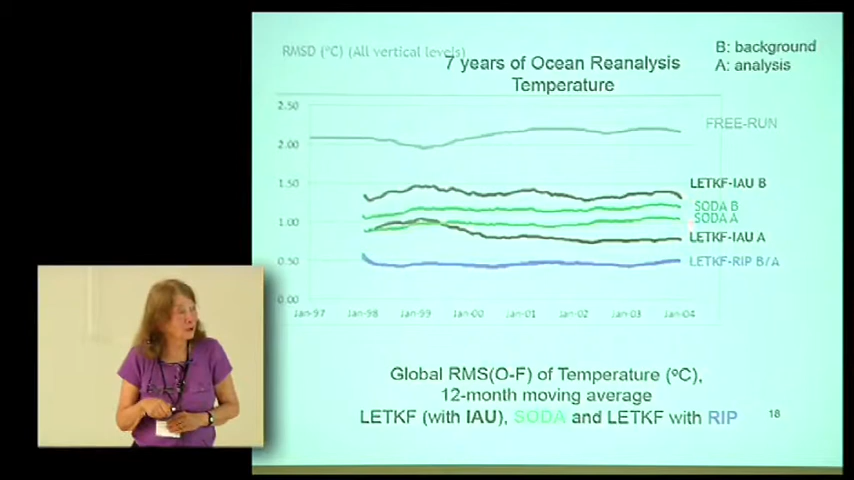 RMSD (°C) (All vertical levels)
7 years of Ocean Reanalysis
Temperature
B: background
A: analysis
2.50
2.00
1.50
1.00
0.50
0.00
FREE-RUN
LETKF-IAU B
SODA B
SODA A
LETKF-IAU A
LETKF-RIP B/A
Jan-97 Jan-98 Jan-99 Jan-00 Jan-01 Jan-02 Jan-03 Jan-04
Global RMS(O-F) of Temperature (°C),
12-month moving average
LETKF (with IAU), SODA and LETKF with RIP
18